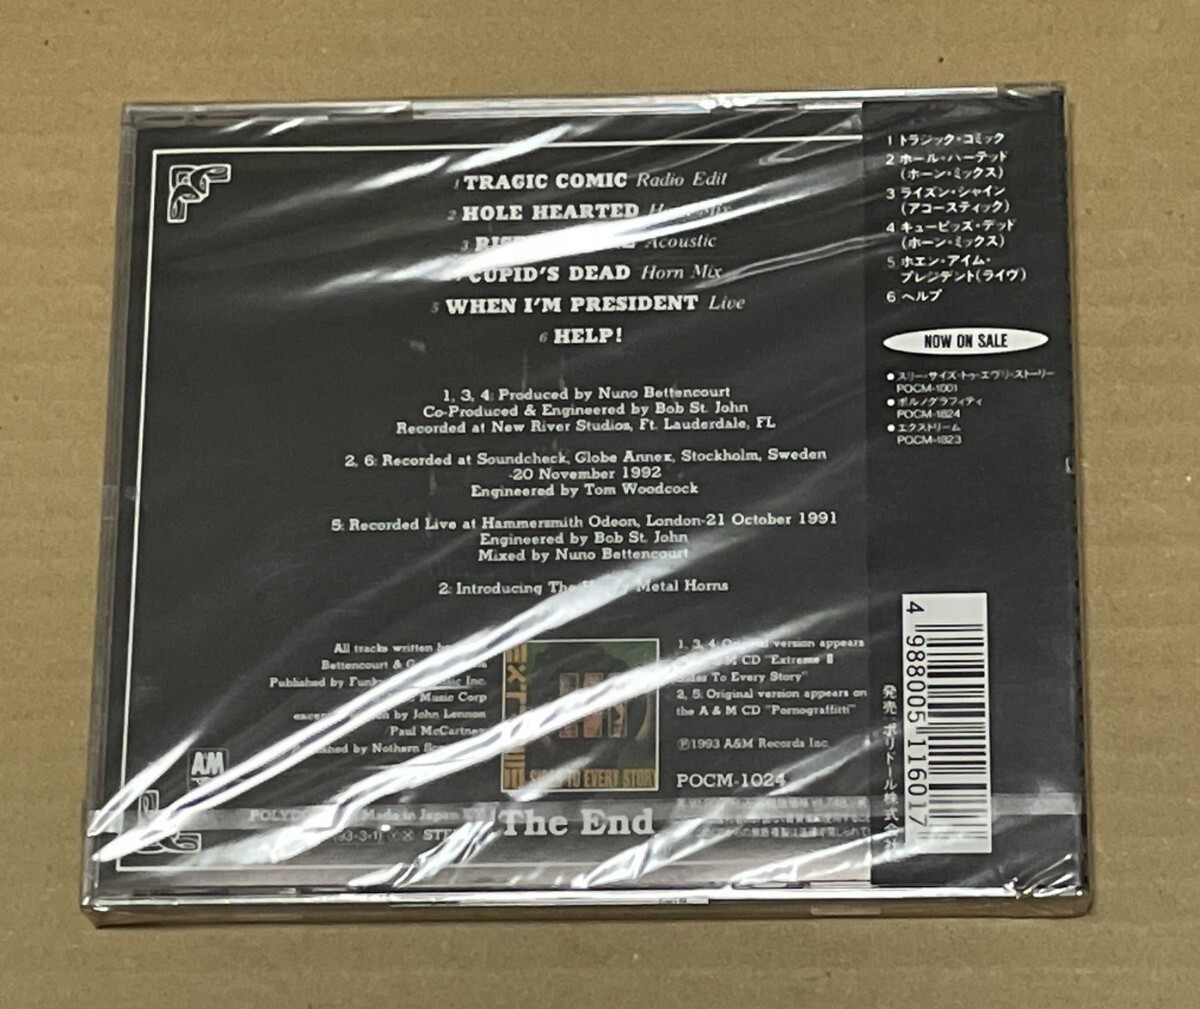 1 TRAGIC COMIC Radio Edit
2 HOLE HEARTED Mix
3 Acoustic
CUPID'S DEAD Horn Mix
5 WHEN I'M PRESIDENT Live
6 HELP!
1, 3, 4: Produced by Nuno Bettencourt
Co-Produced & Engineered by Bob St. John
Recorded at New River Studios, Ft. Lauderdale, FL
2, 6: Recorded at Soundcheck, Globe Annex, Stockholm, Sweden
-20 November 1992
Engineered by Tom Woodcock
5: Recorded Live at Hammersmith Odeon, London-21 October 1991
Engineered by Bob St. John
Mixed by Nuno Bettencourt
2: Introducing The Metal Horns
All tracks written
Bettencourt &
Published by Inc.
Music Corp
by John Lennon
Paul McCartney
by Nothern
A&M
EXT
TO EVERY STORY
1, 3, 4: Original version appears
M CD "Extreme II
To Every Story"
2, 5: Original version appears on
the A & M CD "Pornograffitti"
Ⓟ1993 A&M Records Inc.
POCM-1024
Made in Japan
(93-3-1)
The End
1 トラジック・コミック
2 ホール・ハーテッド
(ホーン・ミックス)
3 ライズン・シャイン
(アコースティック)
4 キューピッズ・デッド
(ホーン・ミックス)
5 ホエン・アイム・
プレジデント(ライヴ)
6 ヘルプ
NOW ON SALE
●スリー・サイズ・トゥ・エヴリ・ストーリー
POCM-1001
●ポルノグラフィティ
POCM-1824
●エクストリーム
POCM-1823
発売・ポリドール株式会社
4 988005 116017